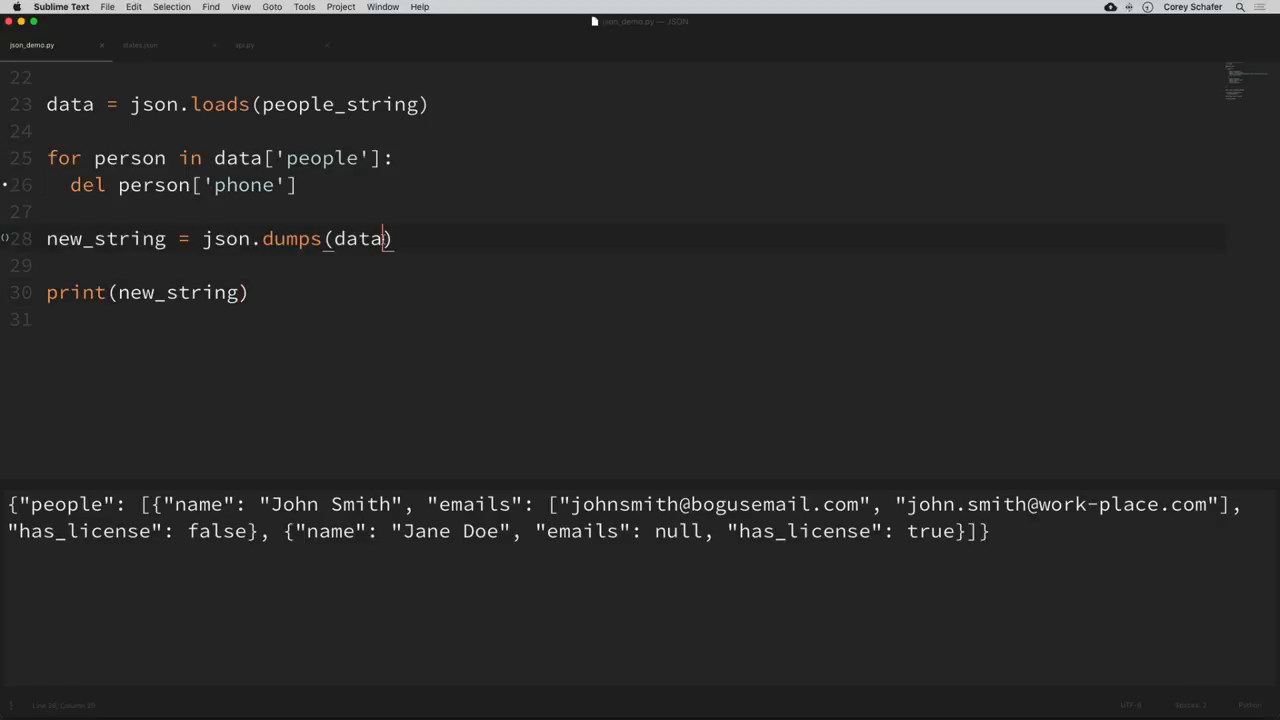 Sublime Text File Edit Selection Find View Goto Tools Project Window Help Corey Schafer
json_demo.py — JSON
json_demo.py states.json api.py
22
23 data = json.loads(people_string)
24
25 for person in data['people']:
26 del person['phone']
27
28 new_string = json.dumps(data)
29
30 print(new_string)
31
{"people": [{"name": "John Smith", "emails": ["johnsmith@bogusemail.com", "john.smith@work-place.com"],
"has_license": false}, {"name": "Jane Doe", "emails": null, "has_license": true}]}
Line 28, Column 29 UTF-8 Spaces: 2 Python